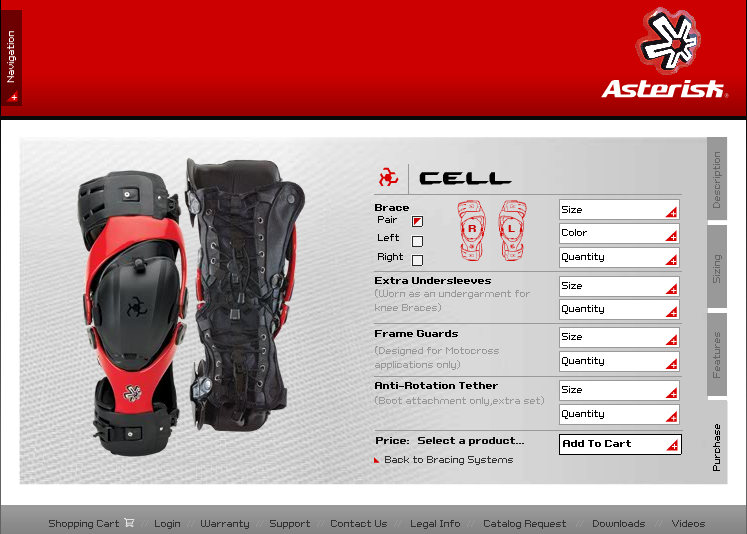 Navigation
Asterisk
CELL
Brace
Pair
Left
Right
R L
Size
Color
Quantity
Extra Undersleeves
(Worn as an undergarment for
knee Braces)
Size
Quantity
Frame Guards
(Designed for Motocross
applications only)
Size
Quantity
Anti-Rotation Tether
(Boot attachment only,extra set)
Size
Quantity
Price: Select a product...
Add To Cart
Back to Bracing Systems
Description
Sizing
Features
Purchase
Shopping Cart // Login // Warranty // Support // Contact Us // Legal Info // Catalog Request // Downloads // Videos